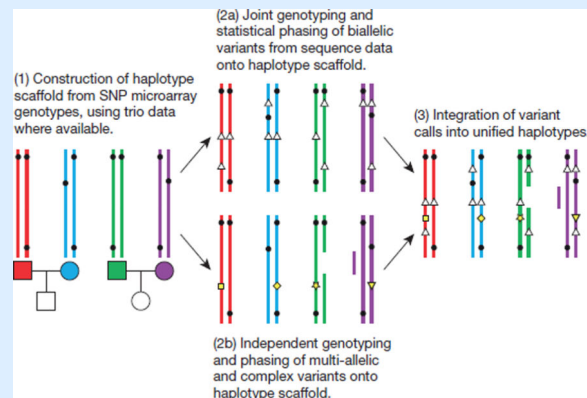 (2a) Joint genotyping and
statistical phasing of biallelic
variants from sequence data
onto haplotype scaffold.
(1) Construction of haplotype
scaffold from SNP microarray
genotypes, using trio data
where available.
(3) Integration of variant
calls into unified haplotypes
(2b) Independent genotyping
and phasing of multi-allelic
and complex variants onto
haplotype scaffold.